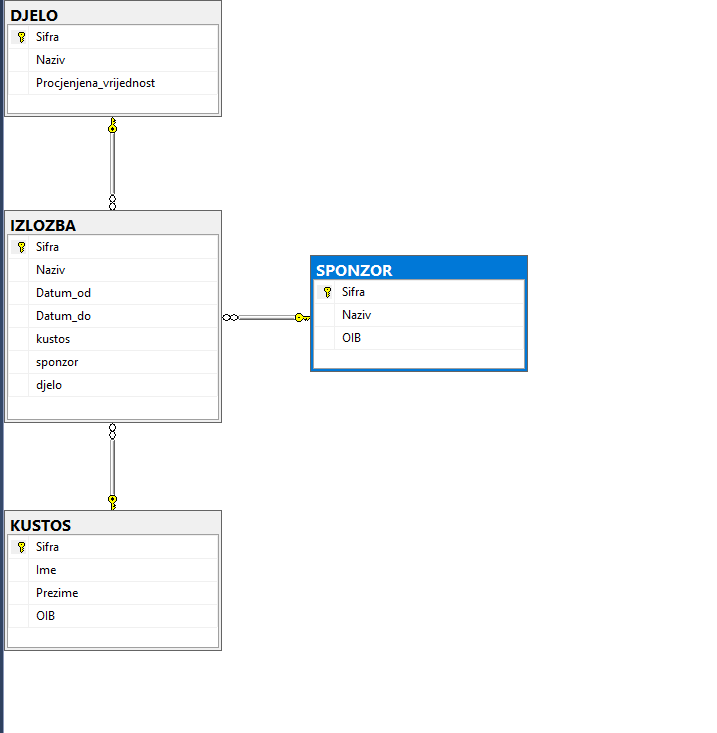 DJELO
Sifra
Naziv
Procjenjena_vrijednost
IZLOZBA
Sifra
Naziv
Datum_od
Datum_do
kustos
sponzor
djelo
SPONZOR
Sifra
Naziv
OIB
KUSTOS
Sifra
Ime
Prezime
OIB